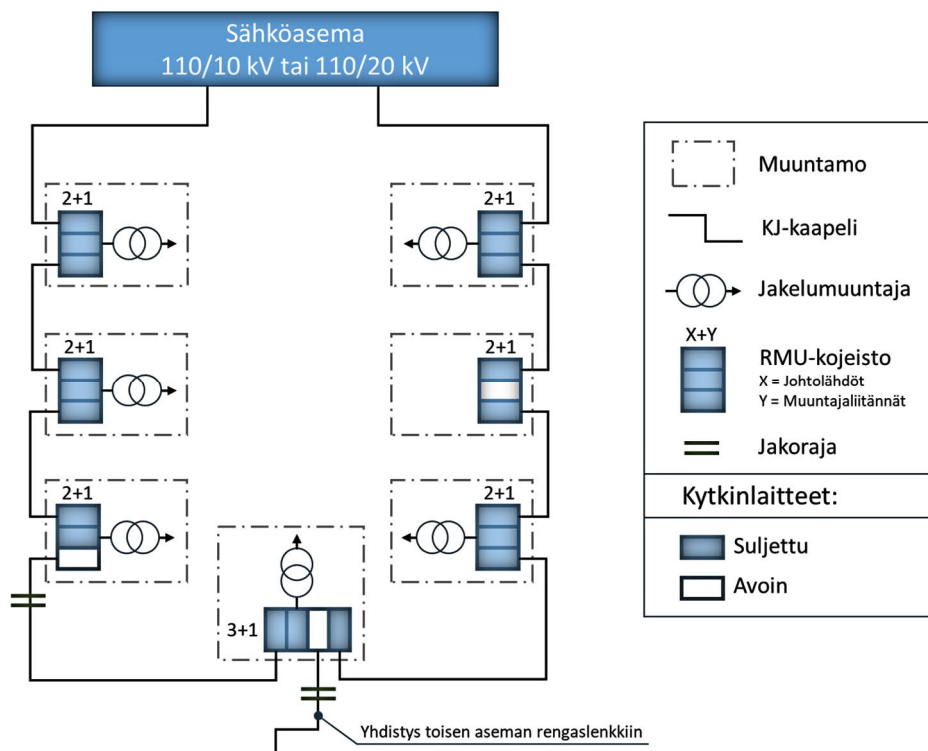 Sähköasema
110/10 kV tai 110/20 kV
2+1
2+1
2+1
2+1
2+1
2+1
3+1
Yhdistys toisen aseman rengaslenkkiin
Muuntamo
KJ-kaapeli
Jakelumuuntaja
X+Y
RMU-kojeisto
X = Johtolähdöt
Y = Muuntajaliitännät
Jakoraja
Kytkinlaitteet:
Suljettu
Avoin